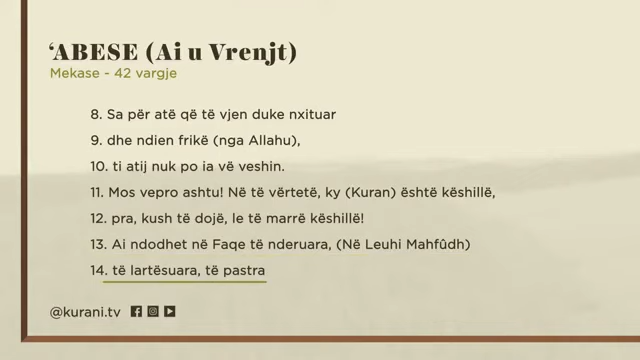 ‘ABESE (Ai u Vrenjt)
Mekase - 42 vargje
8. Sa për atë që të vjen duke nxituar
9. dhe ndien frikë (nga Allahu),
10. ti atij nuk po ia vë veshin.
11. Mos vepro ashtu! Në të vërtetë, ky (Kuran) është këshillë,
12. pra, kush të dojë, le të marrë këshillë!
13. Ai ndodhet në Faqe të nderuara, (Në Leuhi Mahfûdh)
14. të lartësuara, të pastra
@kurani.tv